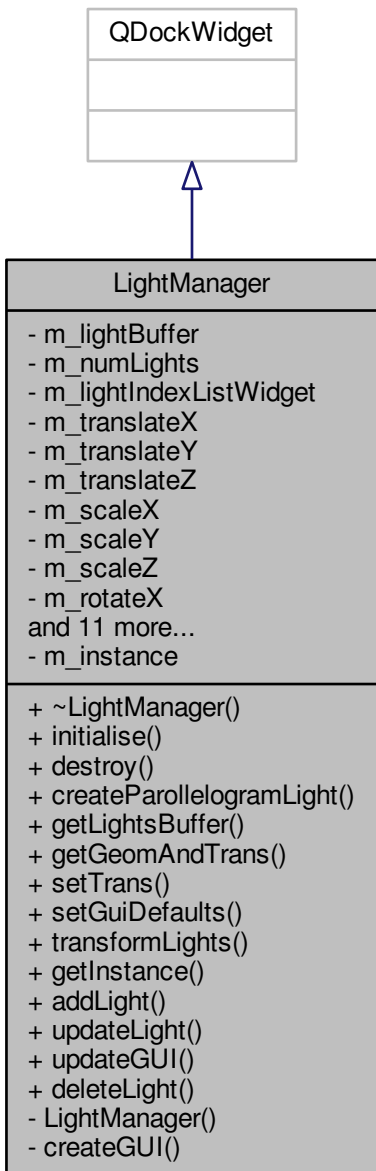 QDockWidget
LightManager
- m_lightBuffer
- m_numLights
- m_lightIndexListWidget
- m_translateX
- m_translateY
- m_translateZ
- m_scaleX
- m_scaleY
- m_scaleZ
- m_rotateX
and 11 more...
- m_instance
+ ~LightManager()
+ initialise()
+ destroy()
+ createParollelogramLight()
+ getLightsBuffer()
+ getGeomAndTrans()
+ setTrans()
+ setGuiDefaults()
+ transformLights()
+ getInstance()
+ addLight()
+ updateLight()
+ updateGUI()
+ deleteLight()
- LightManager()
- createGUI()